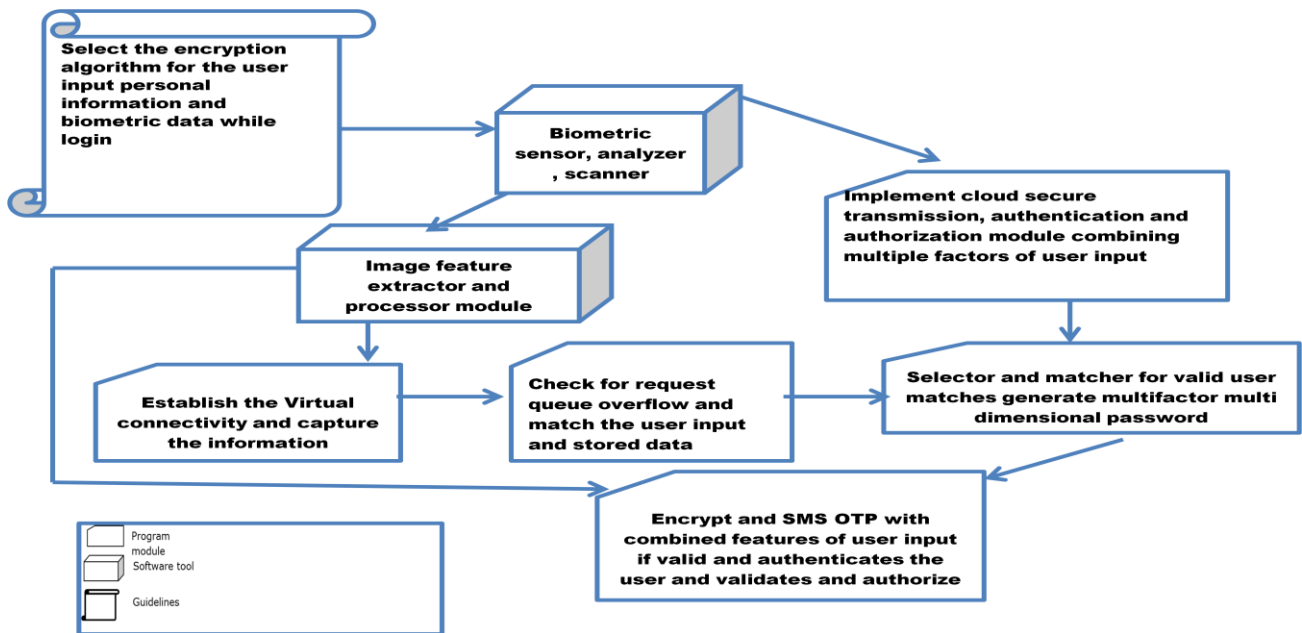 Select the encryption
algorithm for the user
input personal
information and
biometric data while
login
Biometric
sensor, analyzer
, scanner
Implement cloud secure
transmission, authentication and
authorization module combining
multiple factors of user input
Image feature
extractor and
processor module
Establish the Virtual
connectivity and capture
the information
Check for request
queue overflow and
match the user input
and stored data
Selector and matcher for valid user
matches generate multifactor multi
dimensional password
Encrypt and SMS OTP with
combined features of user input
if valid and authenticates the
user and validates and authorize
Program
module
Software tool
Guidelines